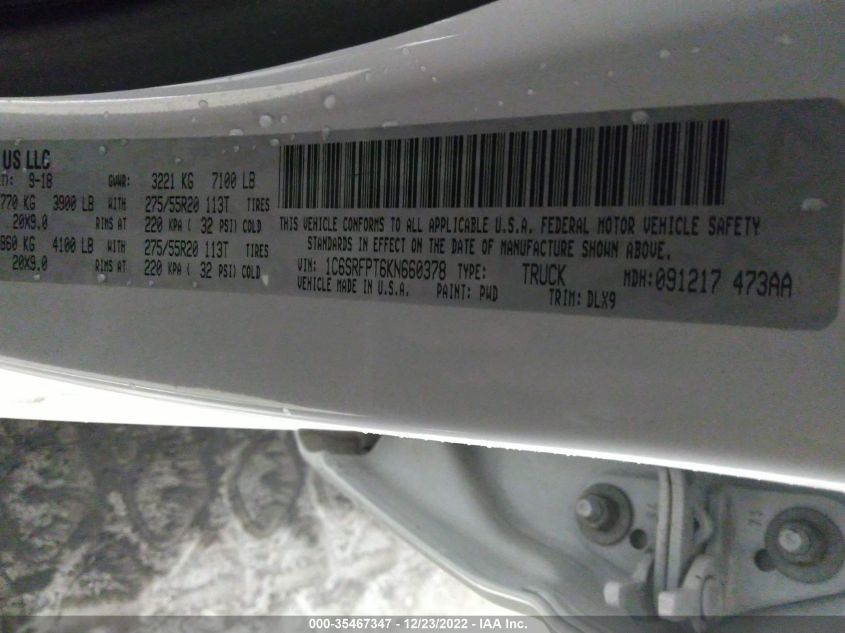 US LLC
9-18 GVWR: 3221 KG 7100 LB
770 KG 3900 LB WITH 275/55R20 113T TIRES
20X9.0 RIMS AT 220 KPA ( 32 PSI) COLD
860 KG 4100 LB WITH 275/55R20 113T TIRES
20X9.0 RIMS AT 220 KPA ( 32 PSI) COLD
THIS VEHICLE CONFORMS TO ALL APPLICABLE U.S.A. FEDERAL MOTOR VEHICLE SAFETY
STANDARDS IN EFFECT ON THE DATE OF MANUFACTURE SHOWN ABOVE.
VIN: 1C6SRFPT6KN660378 TYPE: TRUCK MDH:091217 473AA
VEHICLE MADE IN U.S.A. PAINT: PWD TRIM: DLX9
000-35467347 - 12/23/2022 - IAA Inc.